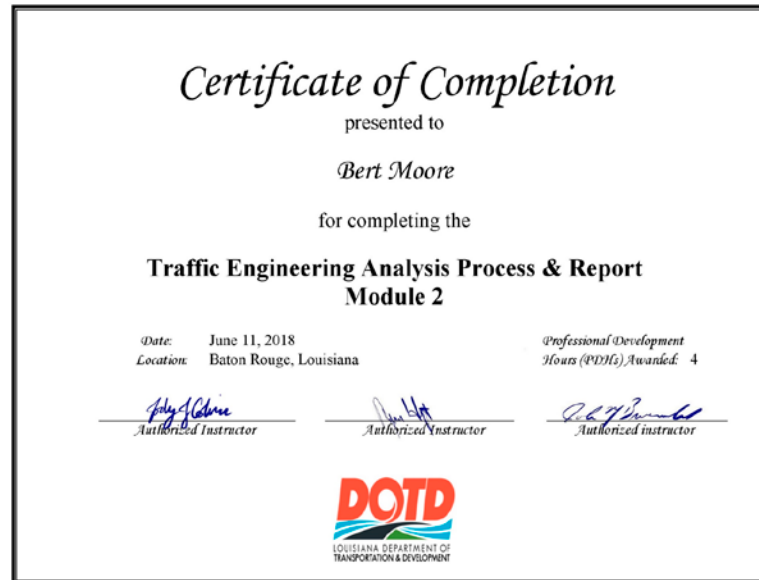 Certificate of Completion
presented to
Bert Moore
for completing the
Traffic Engineering Analysis Process & Report
Module 2
Date: June 11, 2018
Location: Baton Rouge, Louisiana
Professional Development
Hours (PDHs) Awarded: 4
Authorized Instructor
Authorized Instructor
Authorized instructor
DOTD
LOUISIANA DEPARTMENT OF
TRANSPORTATION & DEVELOPMENT